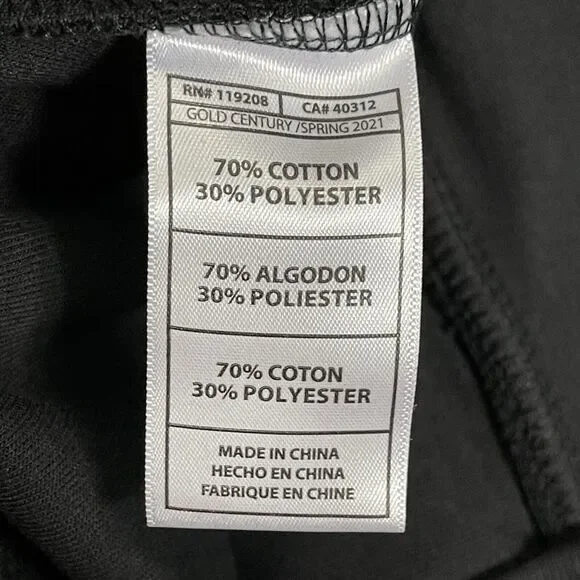 RN# 119208 CA# 40312
GOLD CENTURY /SPRING 2021
70% COTTON
30% POLYESTER
70% ALGODON
30% POLIESTER
70% COTON
30% POLYESTER
MADE IN CHINA
HECHO EN CHINA
FABRIQUE EN CHINE